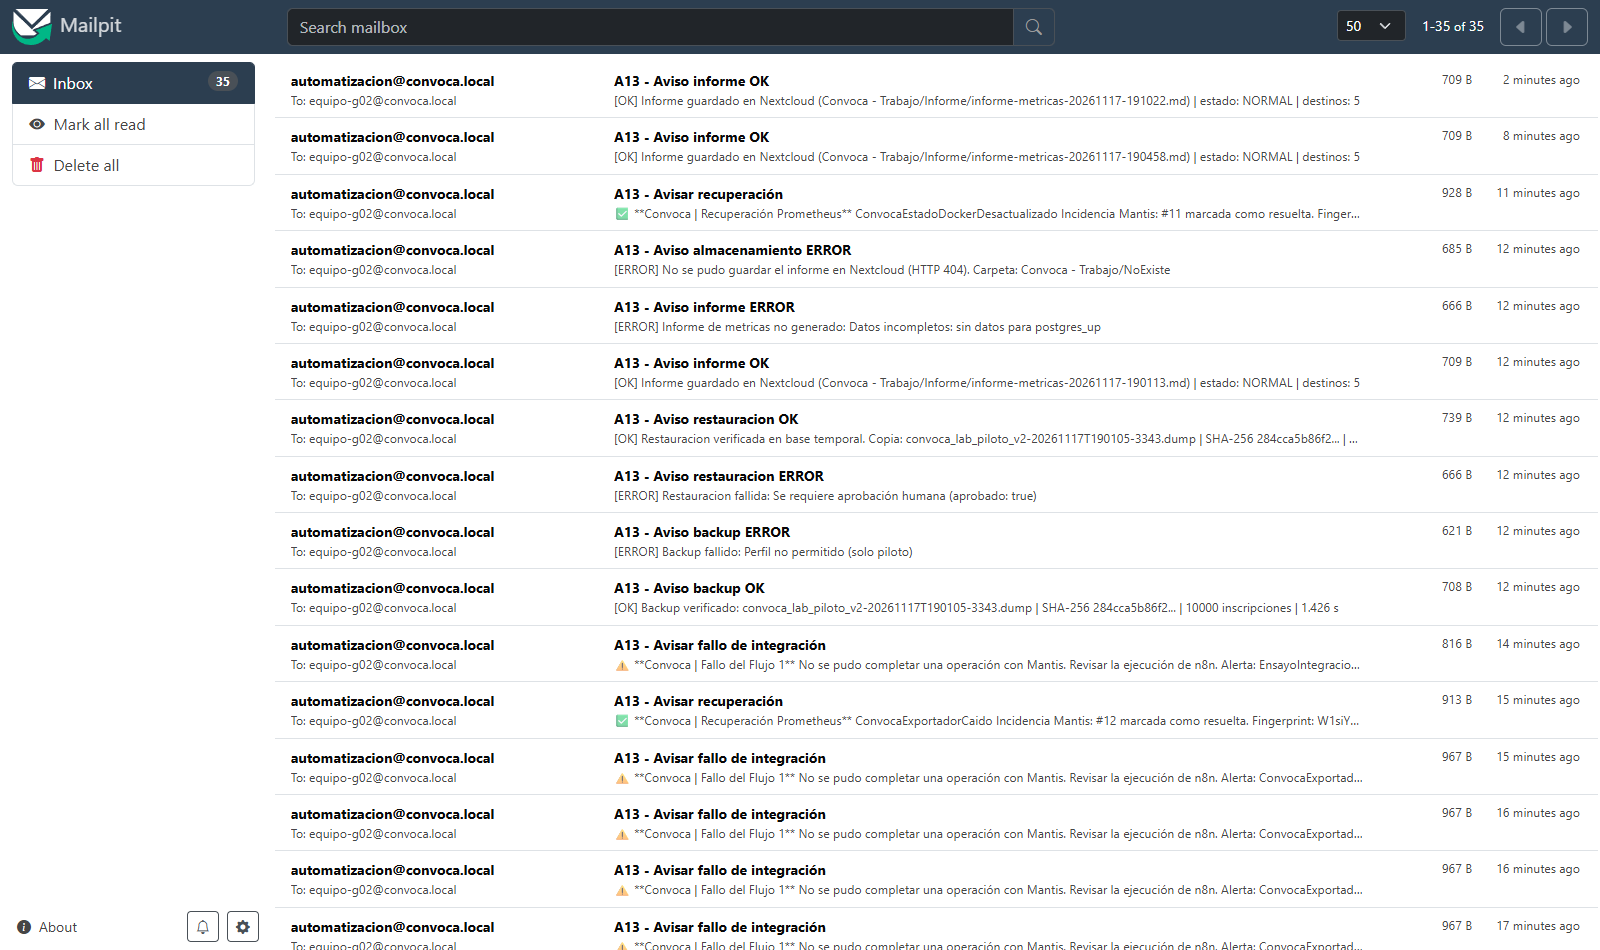 Mailpit
Search mailbox
50
1-35 of 35
Inbox
35
Mark all read
Delete all
automatizacion@convoca.local A13 - Aviso informe OK 709 B 2 minutes ago
To: equipo-g02@convoca.local [OK] Informe guardado en Nextcloud (Convoca - Trabajo/Informe/informe-metricas-20261117-191022.md) | estado: NORMAL | destinos: 5
automatizacion@convoca.local A13 - Aviso informe OK 709 B 8 minutes ago
To: equipo-g02@convoca.local [OK] Informe guardado en Nextcloud (Convoca - Trabajo/Informe/informe-metricas-20261117-190458.md) | estado: NORMAL | destinos: 5
automatizacion@convoca.local A13 - Avisar recuperación 928 B 11 minutes ago
To: equipo-g02@convoca.local ✅ **Convoca | Recuperación Prometheus** ConvocaEstadoDockerDesactualizado Incidencia Mantis: #11 marcada como resuelta. Finger...
automatizacion@convoca.local A13 - Aviso almacenamiento ERROR 685 B 12 minutes ago
To: equipo-g02@convoca.local [ERROR] No se pudo guardar el informe en Nextcloud (HTTP 404). Carpeta: Convoca - Trabajo/NoExiste
automatizacion@convoca.local A13 - Aviso informe ERROR 666 B 12 minutes ago
To: equipo-g02@convoca.local [ERROR] Informe de metricas no generado: Datos incompletos: sin datos para postgres_up
automatizacion@convoca.local A13 - Aviso informe OK 709 B 12 minutes ago
To: equipo-g02@convoca.local [OK] Informe guardado en Nextcloud (Convoca - Trabajo/Informe/informe-metricas-20261117-190113.md) | estado: NORMAL | destinos: 5
automatizacion@convoca.local A13 - Aviso restauracion OK 739 B 12 minutes ago
To: equipo-g02@convoca.local [OK] Restauracion verificada en base temporal. Copia: convoca_lab_piloto_v2-20261117T190105-3343.dump | SHA-256 284cca5b86f2... | ...
automatizacion@convoca.local A13 - Aviso restauracion ERROR 666 B 12 minutes ago
To: equipo-g02@convoca.local [ERROR] Restauracion fallida: Se requiere aprobación humana (aprobado: true)
automatizacion@convoca.local A13 - Aviso backup ERROR 621 B 12 minutes ago
To: equipo-g02@convoca.local [ERROR] Backup fallido: Perfil no permitido (solo piloto)
automatizacion@convoca.local A13 - Aviso backup OK 708 B 12 minutes ago
To: equipo-g02@convoca.local [OK] Backup verificado: convoca_lab_piloto_v2-20261117T190105-3343.dump | SHA-256 284cca5b86f2... | 10000 inscripciones | 1.426 s
automatizacion@convoca.local A13 - Avisar fallo de integración 816 B 14 minutes ago
To: equipo-g02@convoca.local ⚠️ **Convoca | Fallo del Flujo 1** No se pudo completar una operación con Mantis. Revisar la ejecución de n8n. Alerta: EnsayoIntegracio...
automatizacion@convoca.local A13 - Avisar recuperación 913 B 15 minutes ago
To: equipo-g02@convoca.local ✅ **Convoca | Recuperación Prometheus** ConvocaExportadorCaido Incidencia Mantis: #12 marcada como resuelta. Fingerprint: W1siY...
automatizacion@convoca.local A13 - Avisar fallo de integración 967 B 15 minutes ago
To: equipo-g02@convoca.local ⚠️ **Convoca | Fallo del Flujo 1** No se pudo completar una operación con Mantis. Revisar la ejecución de n8n. Alerta: ConvocaExportad...
automatizacion@convoca.local A13 - Avisar fallo de integración 967 B 16 minutes ago
To: equipo-g02@convoca.local ⚠️ **Convoca | Fallo del Flujo 1** No se pudo completar una operación con Mantis. Revisar la ejecución de n8n. Alerta: ConvocaExportad...
automatizacion@convoca.local A13 - Avisar fallo de integración 967 B 16 minutes ago
To: equipo-g02@convoca.local ⚠️ **Convoca | Fallo del Flujo 1** No se pudo completar una operación con Mantis. Revisar la ejecución de n8n. Alerta: ConvocaExportad...
automatizacion@convoca.local A13 - Avisar fallo de integración 967 B 17 minutes ago
To: equipo-g02@convoca.local ⚠️ **Convoca | Fallo del Flujo 1** No se pudo completar una operación con Mantis. Revisar la ejecución de n8n. Alerta: ConvocaExportad...
About